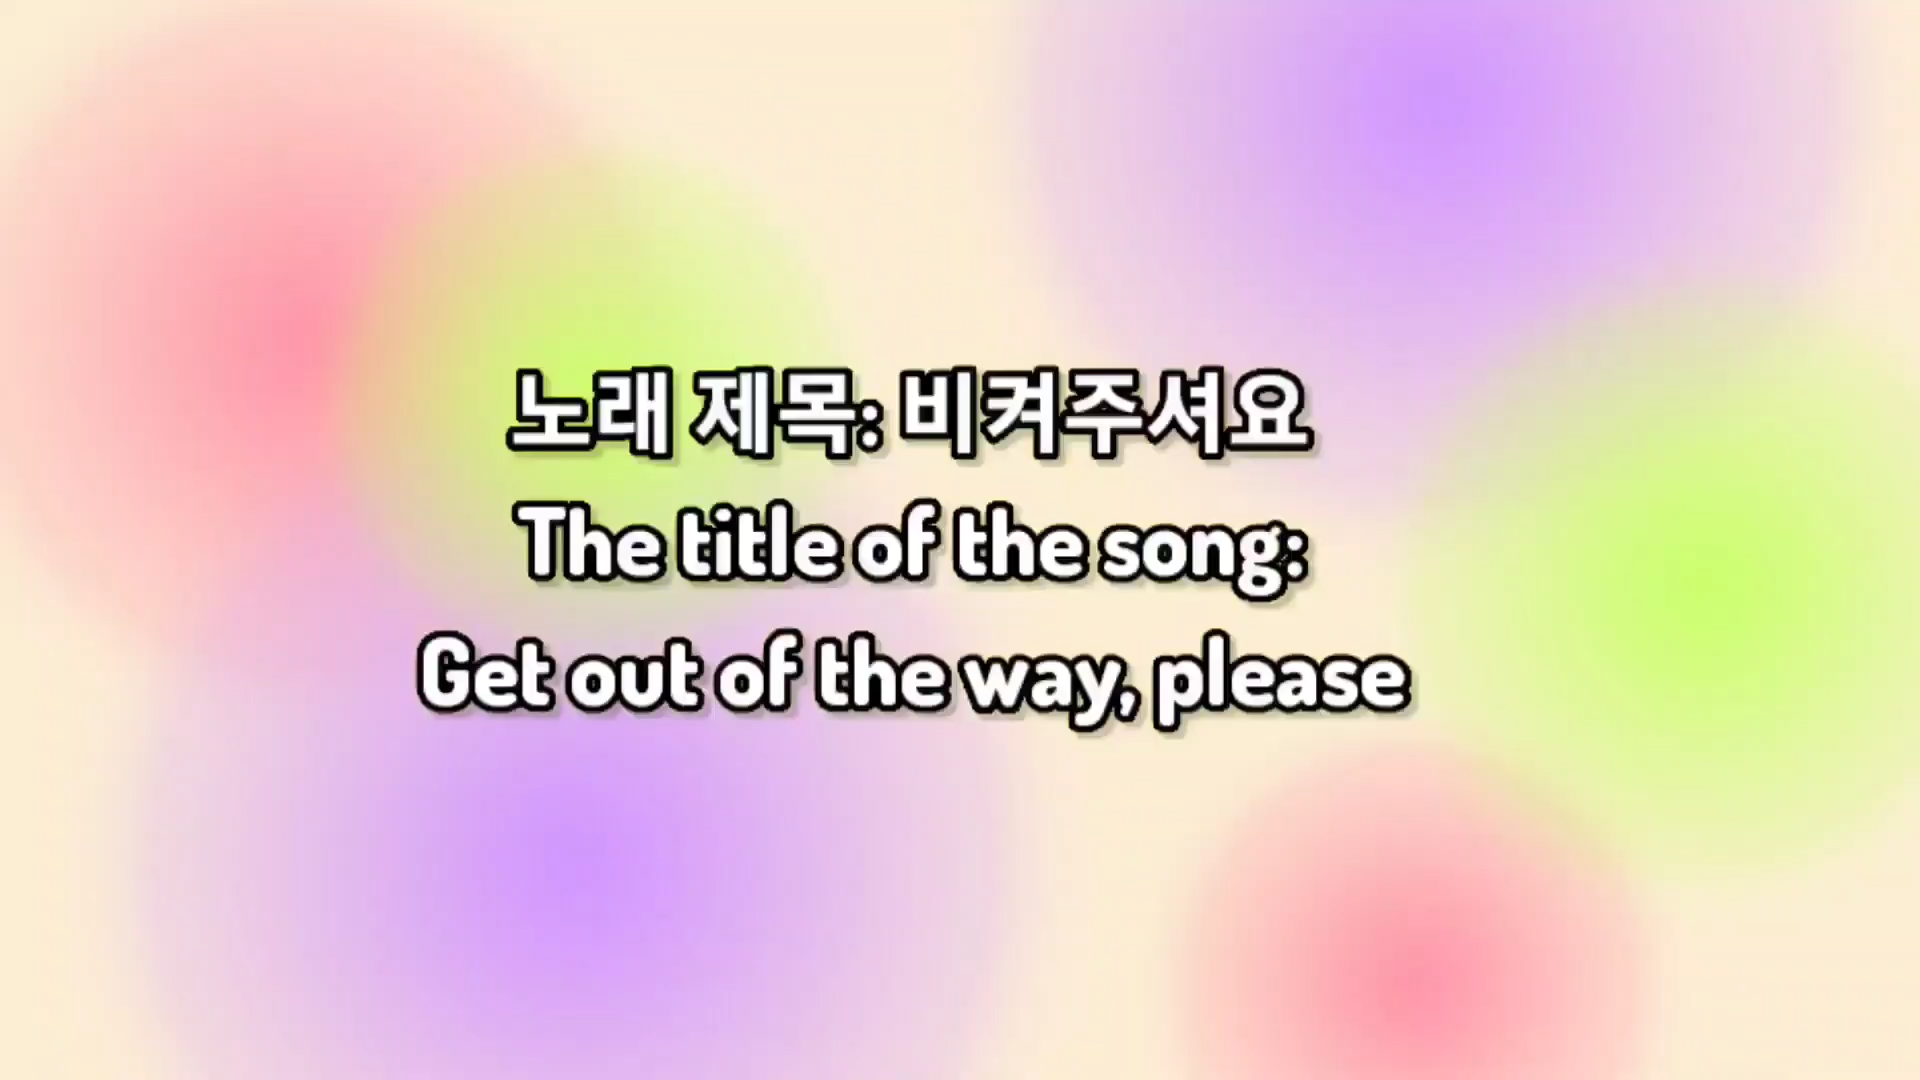 노래 제목: 비켜주셔요
The title of the song:
Get out of the way, please